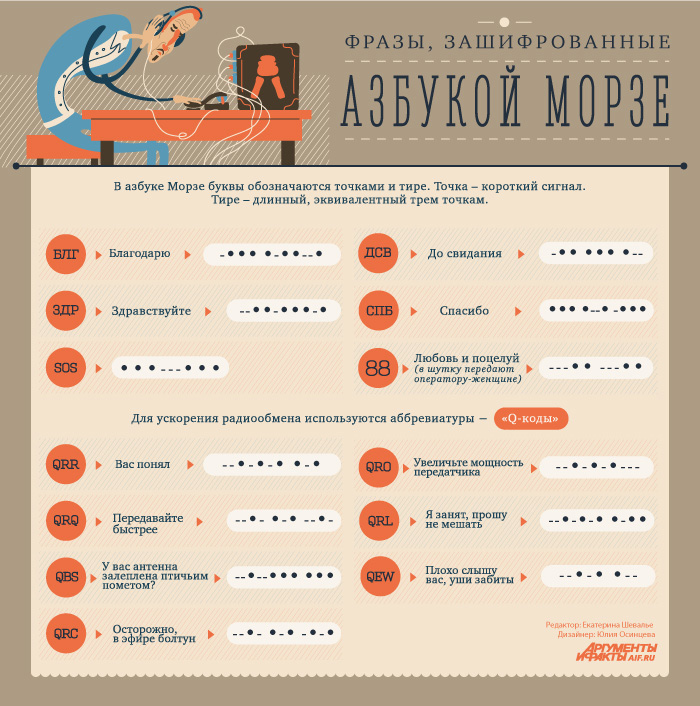 ФРАЗЫ, ЗАШИФРОВАННЫЕ
АЗБУКОЙ МОРЗЕ
В азбуке Морзе буквы обозначаются точками и тире. Точка – короткий сигнал.
Тире – длинный, эквивалентный трем точкам.
БЛГ Благодарю
ДСВ До свидания
ЗДР Здравствуйте
СПБ Спасибо
SOS
88 Любовь и поцелуй
(в шутку передают
оператору-женщине)
Для ускорения радиообмена используются аббревиатуры – «Q-коды»
QRR Вас понял
QRO Увеличьте мощность
передатчика
QRQ Передавайте
быстрее
QRL Я занят, прошу
не мешать
QBS У вас антенна
залеплена птичьим
пометом?
QEW Плохо слышу
вас, уши забиты
QRC Осторожно,
в эфире болтун
Редактор: Екатерина Шевалье
Дизайнер: Юлия Осинцева
АРГУМЕНТЫ
И ФАКТЫ AIF.RU